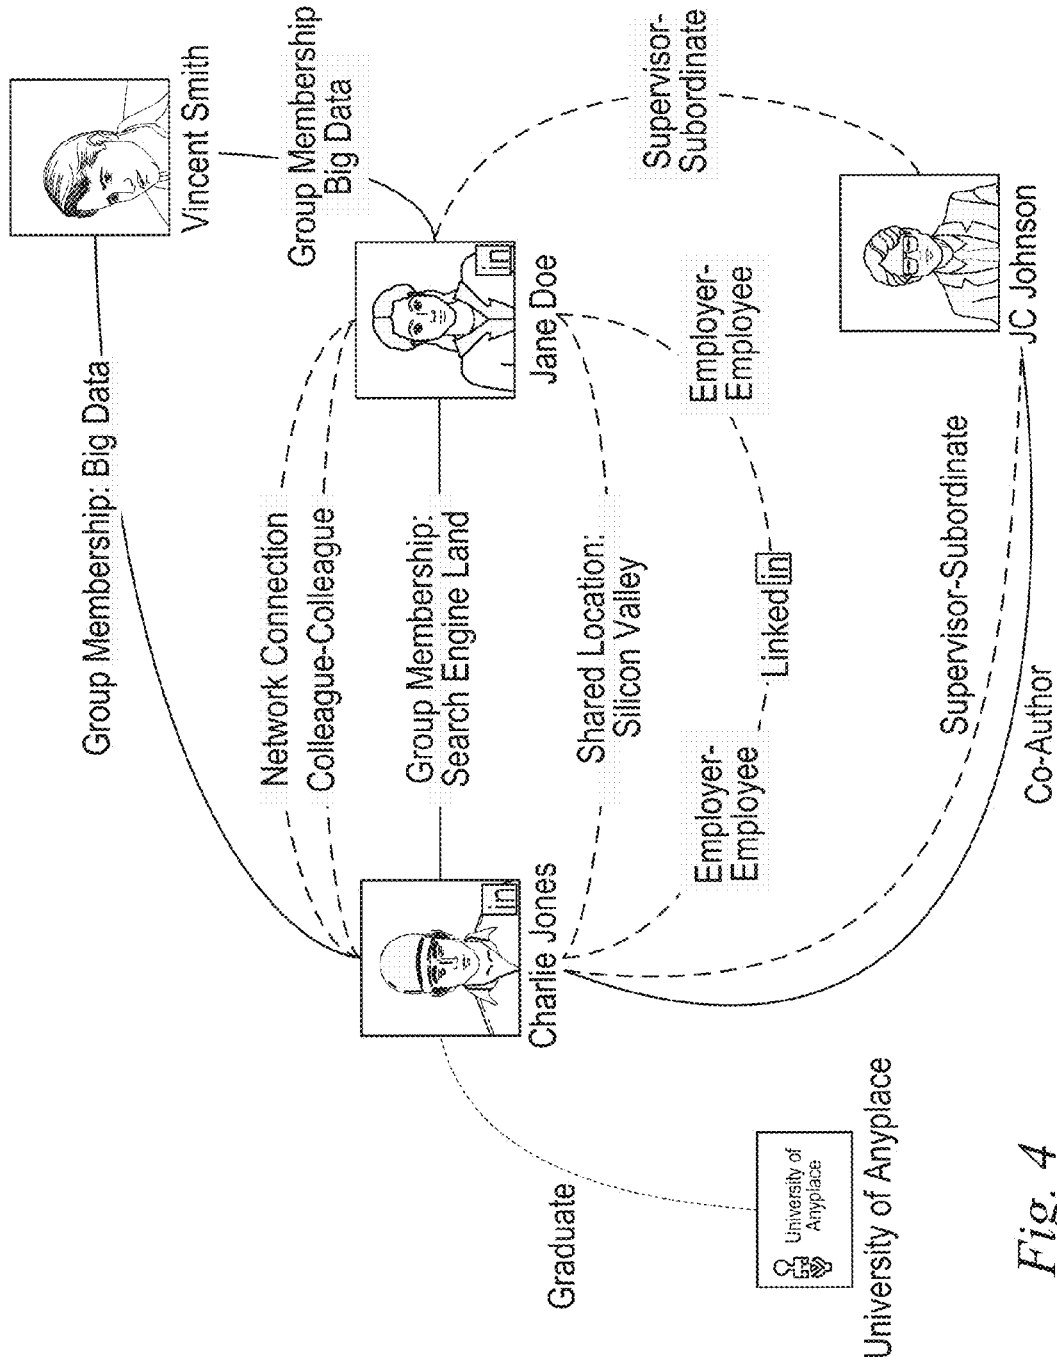 Vincent Smith
Group Membership: Big Data
Group Membership
Big Data
Network Connection
Colleague-Colleague
in
Charlie Jones
Group Membership:
Search Engine Land
in
Jane Doe
Supervisor-
Subordinate
Shared Location:
Silicon Valley
Graduate
Employer-
Employee
Employer-
Employee
Linkedin
University of
Anyplace
University of Anyplace
JC Johnson
Supervisor-Subordinate
Co-Author
Fig. 4